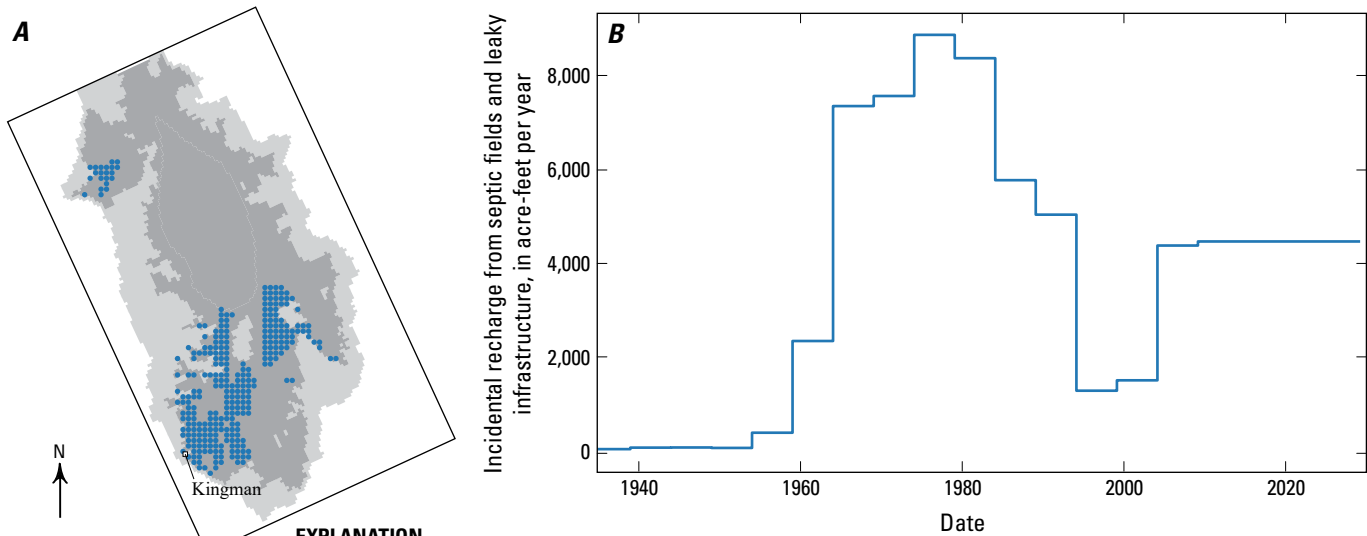 A
N
Kingman
EXPLANATION
B
Incidental recharge from septic fields and leaky
infrastructure, in acre-feet per year
8,000
6,000
4,000
2,000
0
1940 1960 1980 2000 2020
Date